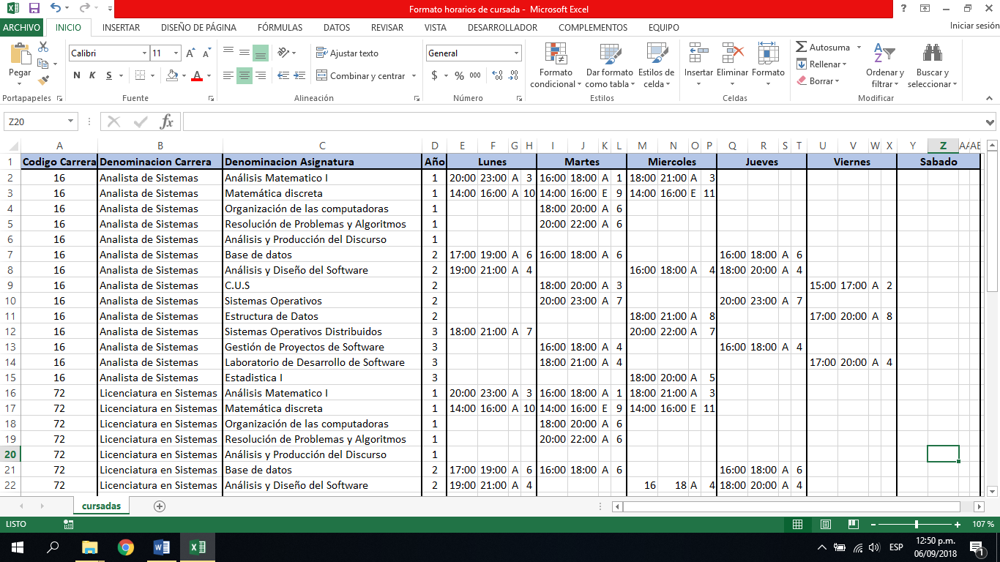 Formato horarios de cursada - Microsoft Excel
ARCHIVO INICIO INSERTAR DISEÑO DE PÁGINA FÓRMULAS DATOS REVISAR VISTA DESARROLLADOR COMPLEMENTOS EQUIPO Iniciar sesión
Calibri 11 Ajustar texto General Autosuma
Pegar N K S Combinar y centrar $ % 000 Formato condicional Dar formato como tabla Estilos de celda Insertar Eliminar Formato Rellenar Borrar Ordenar y filtrar Buscar y seleccionar
Portapapeles Fuente Alineación Número Estilos Celdas Modificar
Z20 fx
A B C D E F G H I J K L M N O P Q R S T U V W X Y Z AA AB
1 Codigo Carrera Denominacion Carrera Denominacion Asignatura Año Lunes Martes Miercoles Jueves Viernes Sabado
2 16 Analista de Sistemas Análisis Matematico I 1 20:00 23:00 A 3 16:00 18:00 A 1 18:00 21:00 A 3
3 16 Analista de Sistemas Matemática discreta 1 14:00 16:00 A 10 14:00 16:00 E 9 14:00 16:00 E 11
4 16 Analista de Sistemas Organización de las computadoras 1 18:00 20:00 A 6
5 16 Analista de Sistemas Resolución de Problemas y Algoritmos 1 20:00 22:00 A 6
6 16 Analista de Sistemas Análisis y Producción del Discurso 1
7 16 Analista de Sistemas Base de datos 2 17:00 19:00 A 6 16:00 18:00 A 6 16:00 18:00 A 6
8 16 Analista de Sistemas Análisis y Diseño del Software 2 19:00 21:00 A 4 16:00 18:00 A 4 18:00 20:00 A 4
9 16 Analista de Sistemas C.U.S 2 18:00 20:00 A 3 15:00 17:00 A 2
10 16 Analista de Sistemas Sistemas Operativos 2 20:00 23:00 A 7 20:00 23:00 A 7
11 16 Analista de Sistemas Estructura de Datos 2 18:00 21:00 A 8 17:00 20:00 A 8
12 16 Analista de Sistemas Sistemas Operativos Distribuidos 3 18:00 21:00 A 7 20:00 22:00 A 7
13 16 Analista de Sistemas Gestión de Proyectos de Software 3 16:00 18:00 A 4 16:00 18:00 A 4
14 16 Analista de Sistemas Laboratorio de Desarrollo de Software 3 18:00 21:00 A 4 17:00 20:00 A 4
15 16 Analista de Sistemas Estadistica I 3 18:00 20:00 A 5
16 72 Licenciatura en Sistemas Análisis Matematico I 1 20:00 23:00 A 3 16:00 18:00 A 1 18:00 21:00 A 3
17 72 Licenciatura en Sistemas Matemática discreta 1 14:00 16:00 A 10 14:00 16:00 E 9 14:00 16:00 E 11
18 72 Licenciatura en Sistemas Organización de las computadoras 1 18:00 20:00 A 6
19 72 Licenciatura en Sistemas Resolución de Problemas y Algoritmos 1 20:00 22:00 A 6
20 72 Licenciatura en Sistemas Análisis y Producción del Discurso 1
21 72 Licenciatura en Sistemas Base de datos 2 17:00 19:00 A 6 16:00 18:00 A 6 16:00 18:00 A 6
22 72 Licenciatura en Sistemas Análisis y Diseño del Software 2 19:00 21:00 A 4 16 18 A 4 18:00 20:00 A 4
cursadas
LISTO 107 %
ESP 12:50 p.m.
06/09/2018 1